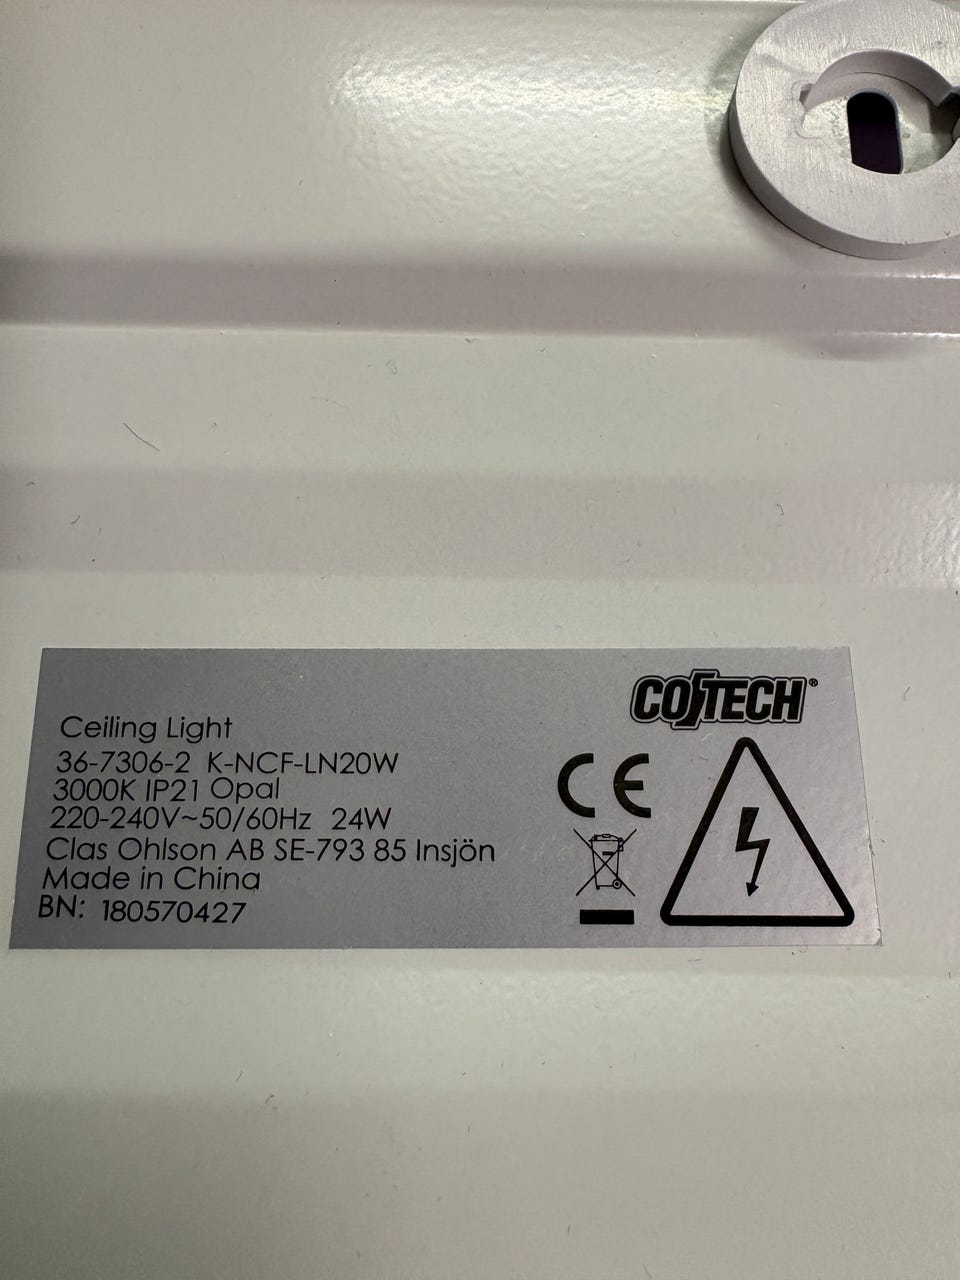 COTECH®
Ceiling Light
36-7306-2 K-NCF-LN20W
3000K IP21 Opal
220-240V~50/60Hz 24W
Clas Ohlson AB SE-793 85 Insjön
Made in China
BN: 180570427
CE